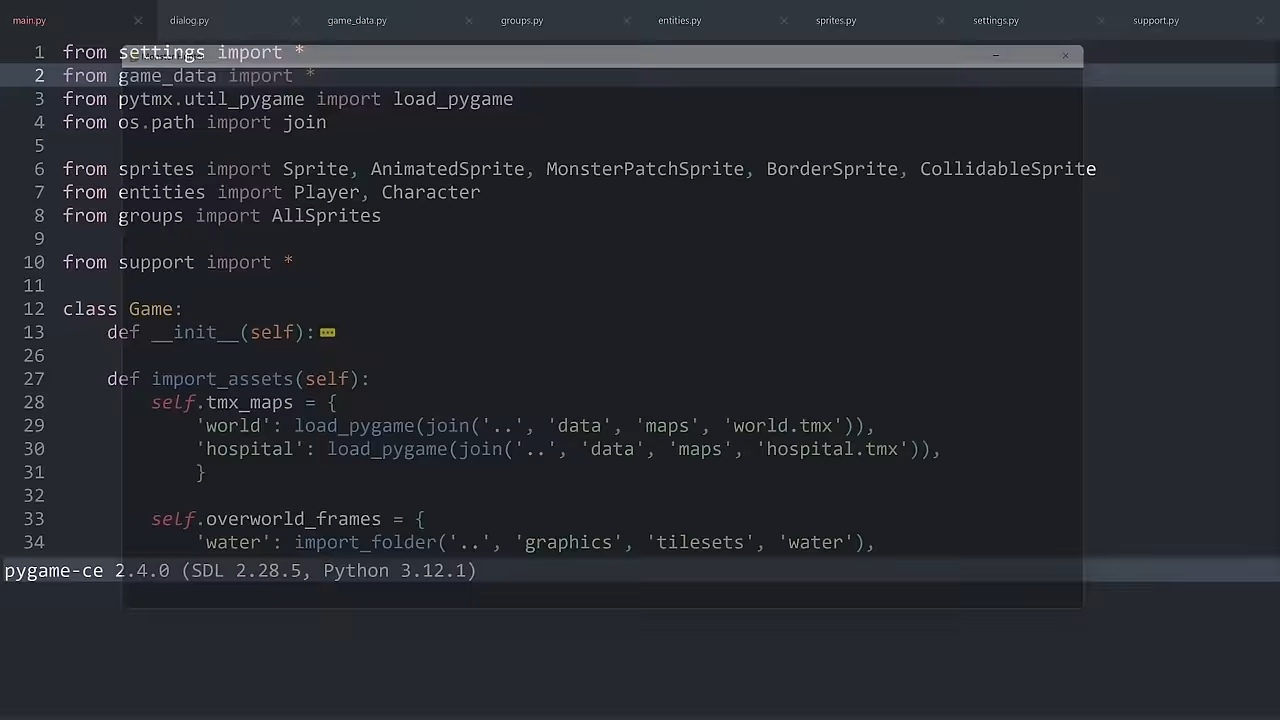 main.py dialog.py game_data.py groups.py entities.py sprites.py settings.py support.py
1 from settings import *
2 from game_data import *
3 from pytmx.util_pygame import load_pygame
4 from os.path import join
5
6 from sprites import Sprite, AnimatedSprite, MonsterPatchSprite, BorderSprite, CollidableSprite
7 from entities import Player, Character
8 from groups import AllSprites
9
10 from support import *
11
12 class Game:
13 def __init__(self):
26
27 def import_assets(self):
28 self.tmx_maps = {
29 'world': load_pygame(join('..', 'data', 'maps', 'world.tmx')),
30 'hospital': load_pygame(join('..', 'data', 'maps', 'hospital.tmx')),
31 }
32
33 self.overworld_frames = {
34 'water': import_folder('..', 'graphics', 'tilesets', 'water'),
pygame-ce 2.4.0 (SDL 2.28.5, Python 3.12.1)